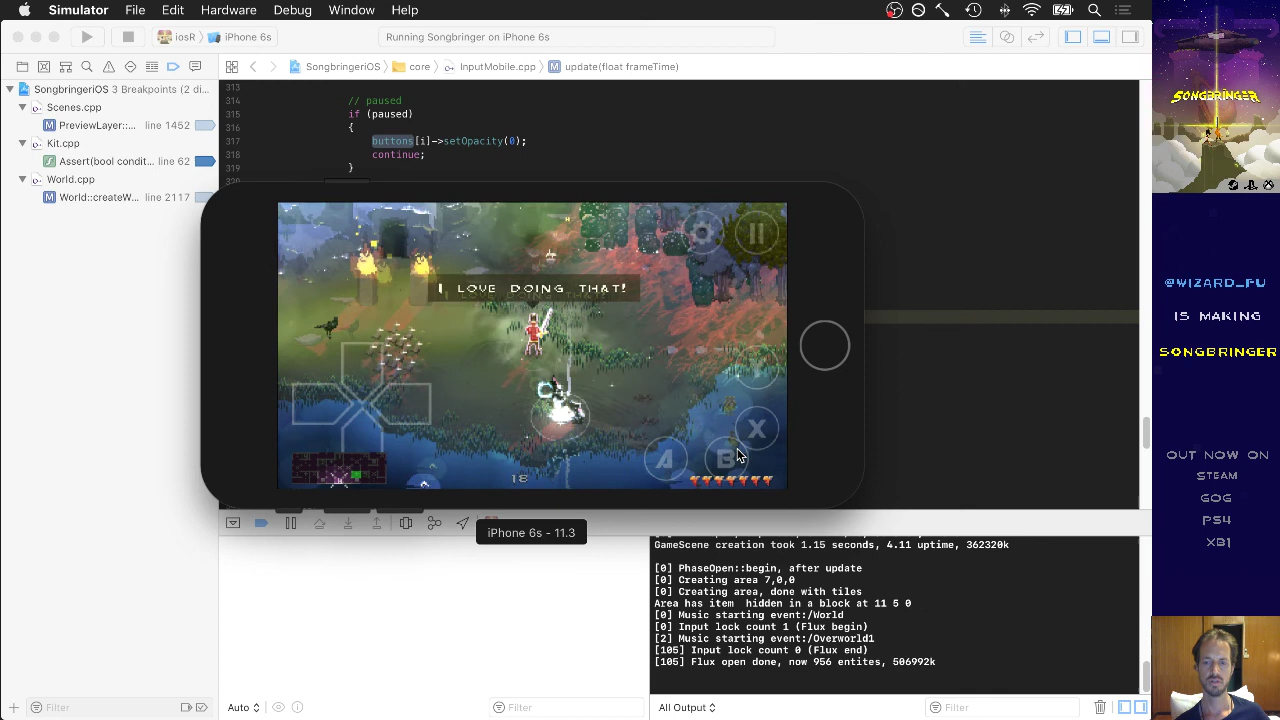 Simulator File Edit Hardware Debug Window Help
iosR iPhone 6s Running Songbringer on iPhone 6s
SongbringeriOS core InputMobile.cpp update(float frameTime)
SongbringeriOS 3 Breakpoints (2 di
Scenes.cpp
PreviewLayer::... line 1452
Kit.cpp
Assert(bool condit... line 62
World.cpp
World::createW... line 2117
313
314 // paused
315 if (paused)
316 {
317 buttons[i]->setOpacity(0);
318 continue;
319 }
I LOVE DOING THAT!
X
A B
18
iPhone 6s - 11.3
GameScene creation took 1.15 seconds, 4.11 uptime, 362320k
[0] PhaseOpen::begin, after update
[0] Creating area 7,0,0
[0] Creating area, done with tiles
Area has item  hidden in a block at 11 5 0
[0] Music starting event:/World
[0] Input lock count 1 (Flux begin)
[2] Music starting event:/Overworld1
[105] Input lock count 0 (Flux end)
[105] Flux open done, now 956 entites, 506992k
Filter Auto Filter All Output Filter
SONGBRINGER
@WIZARD_FU
IS MAKING
SONGBRINGER
OUT NOW ON
STEAM
GOG
PS4
XB1